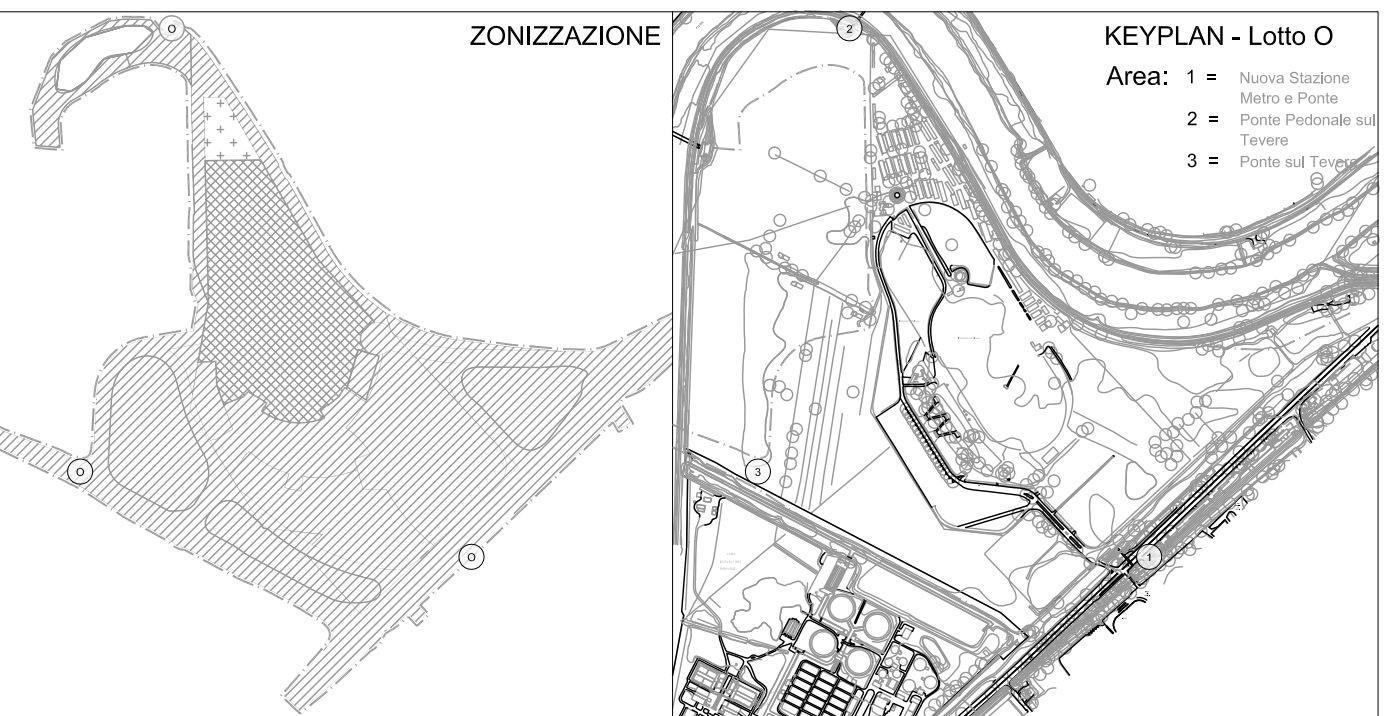 O
ZONIZZAZIONE
O
O
2
KEYPLAN - Lotto O
Area: 1 = Nuova Stazione
Metro e Ponte
2 = Ponte Pedonale sul
Tevere
3 = Ponte sul Tevere
O
3
1